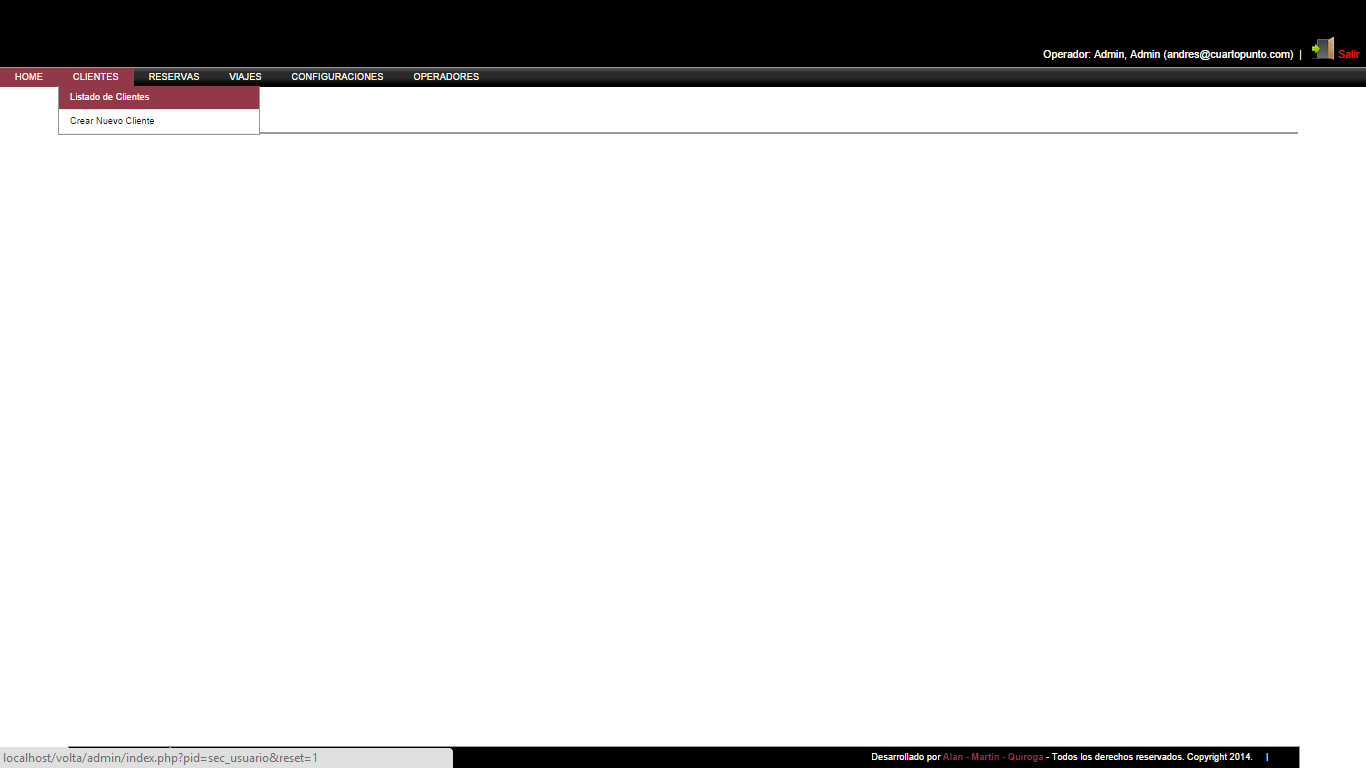 Operador: Admin, Admin (andres@cuartopunto.com) | Salir
HOME CLIENTES RESERVAS VIAJES CONFIGURACIONES OPERADORES
Listado de Clientes
Crear Nuevo Cliente
localhost/volta/admin/index.php?pid=sec_usuario&reset=1
Desarrollado por Alan - Martin - Quiroga - Todos los derechos reservados. Copyright 2014. |